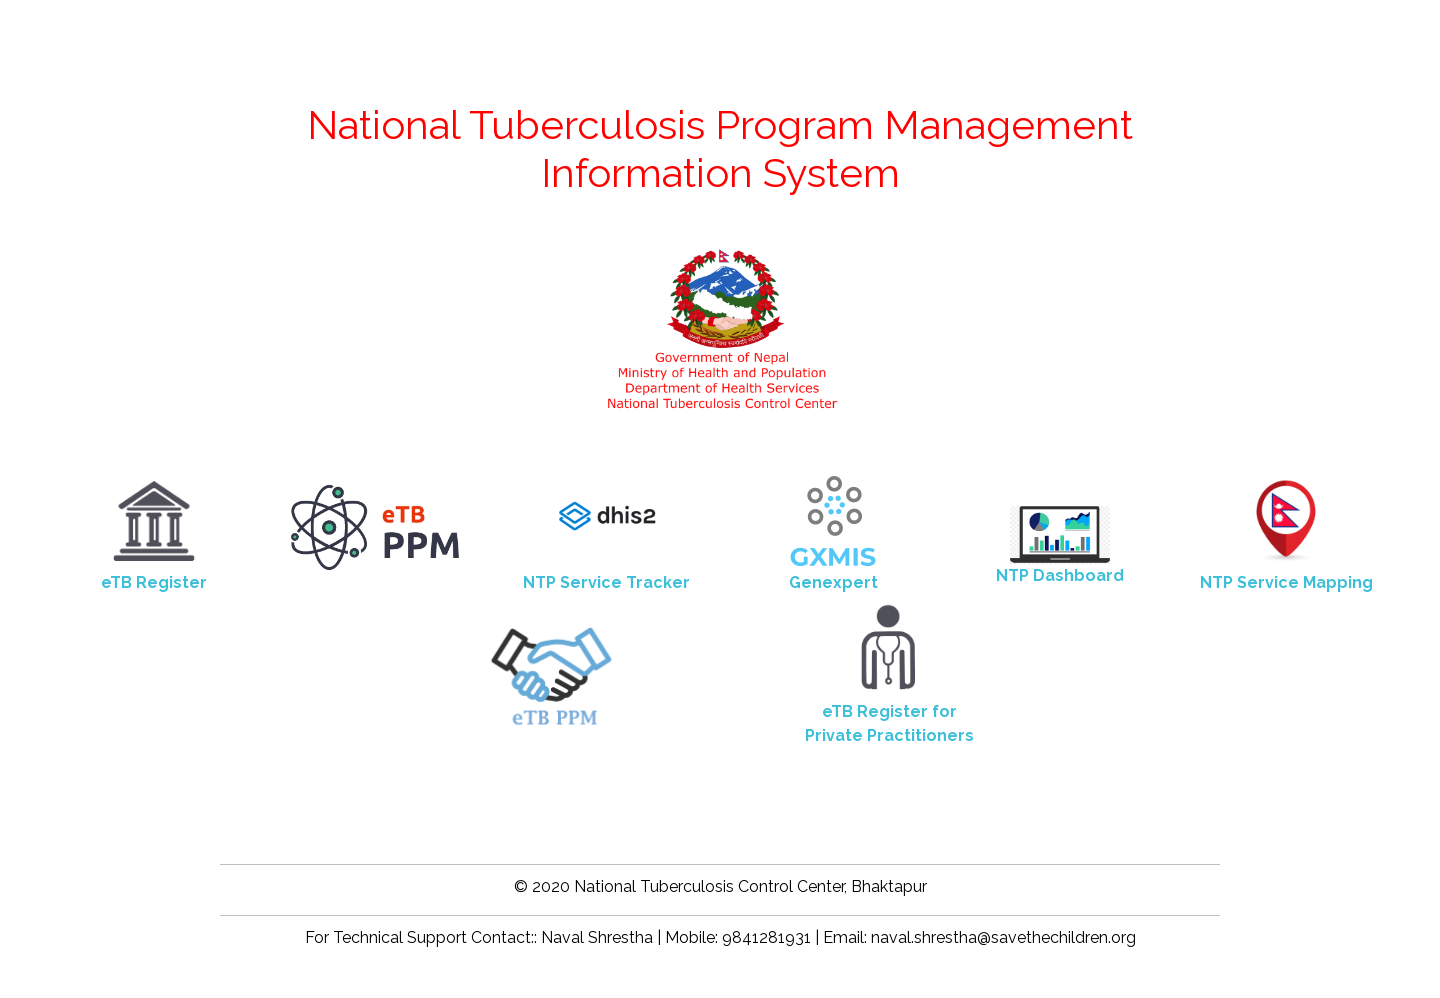 National Tuberculosis Program Management
Information System
Government of Nepal
Ministry of Health and Population
Department of Health Services
National Tuberculosis Control Center
eTB
PPM
dhis2
GXMIS
eTB Register
NTP Service Tracker
Genexpert
NTP Dashboard
NTP Service Mapping
eTB PPM
eTB Register for
Private Practitioners
© 2020 National Tuberculosis Control Center, Bhaktapur
For Technical Support Contact:: Naval Shrestha | Mobile: 9841281931 | Email: naval.shrestha@savethechildren.org